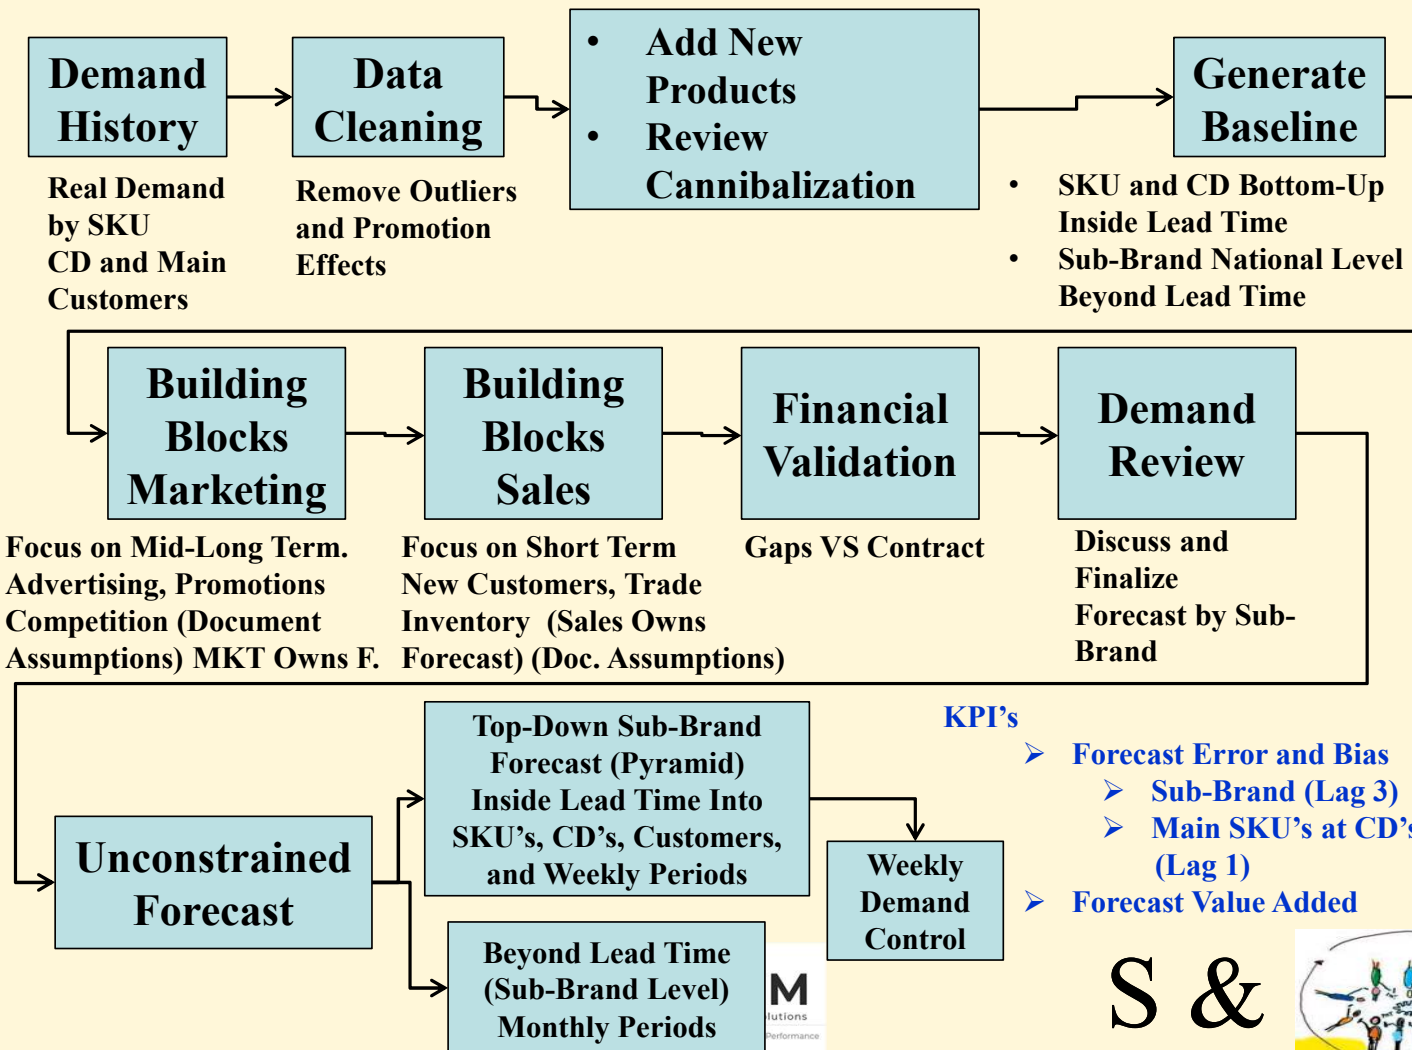 Demand
History
Data
Cleaning
• Add New
Products
• Review
Cannibalization
Generate
Baseline
Real Demand
by SKU
CD and Main
Customers
Remove Outliers
and Promotion
Effects
• SKU and CD Bottom-Up
Inside Lead Time
• Sub-Brand National Level
Beyond Lead Time
Building
Blocks
Marketing
Building
Blocks
Sales
Financial
Validation
Demand
Review
Focus on Mid-Long Term.
Advertising, Promotions
Competition (Document
Assumptions) MKT Owns F.
Focus on Short Term
New Customers, Trade
Inventory (Sales Owns
Forecast) (Doc. Assumptions)
Gaps VS Contract
Discuss and
Finalize
Forecast by Sub-
Brand
Unconstrained
Forecast
Top-Down Sub-Brand
Forecast (Pyramid)
Inside Lead Time Into
SKU’s, CD’s, Customers,
and Weekly Periods
Beyond Lead Time
(Sub-Brand Level)
Monthly Periods
Weekly
Demand
Control
KPI’s
➢ Forecast Error and Bias
➢ Sub-Brand (Lag 3)
➢ Main SKU’s at CD’s
(Lag 1)
➢ Forecast Value Added
M
lutions
Performance
S &